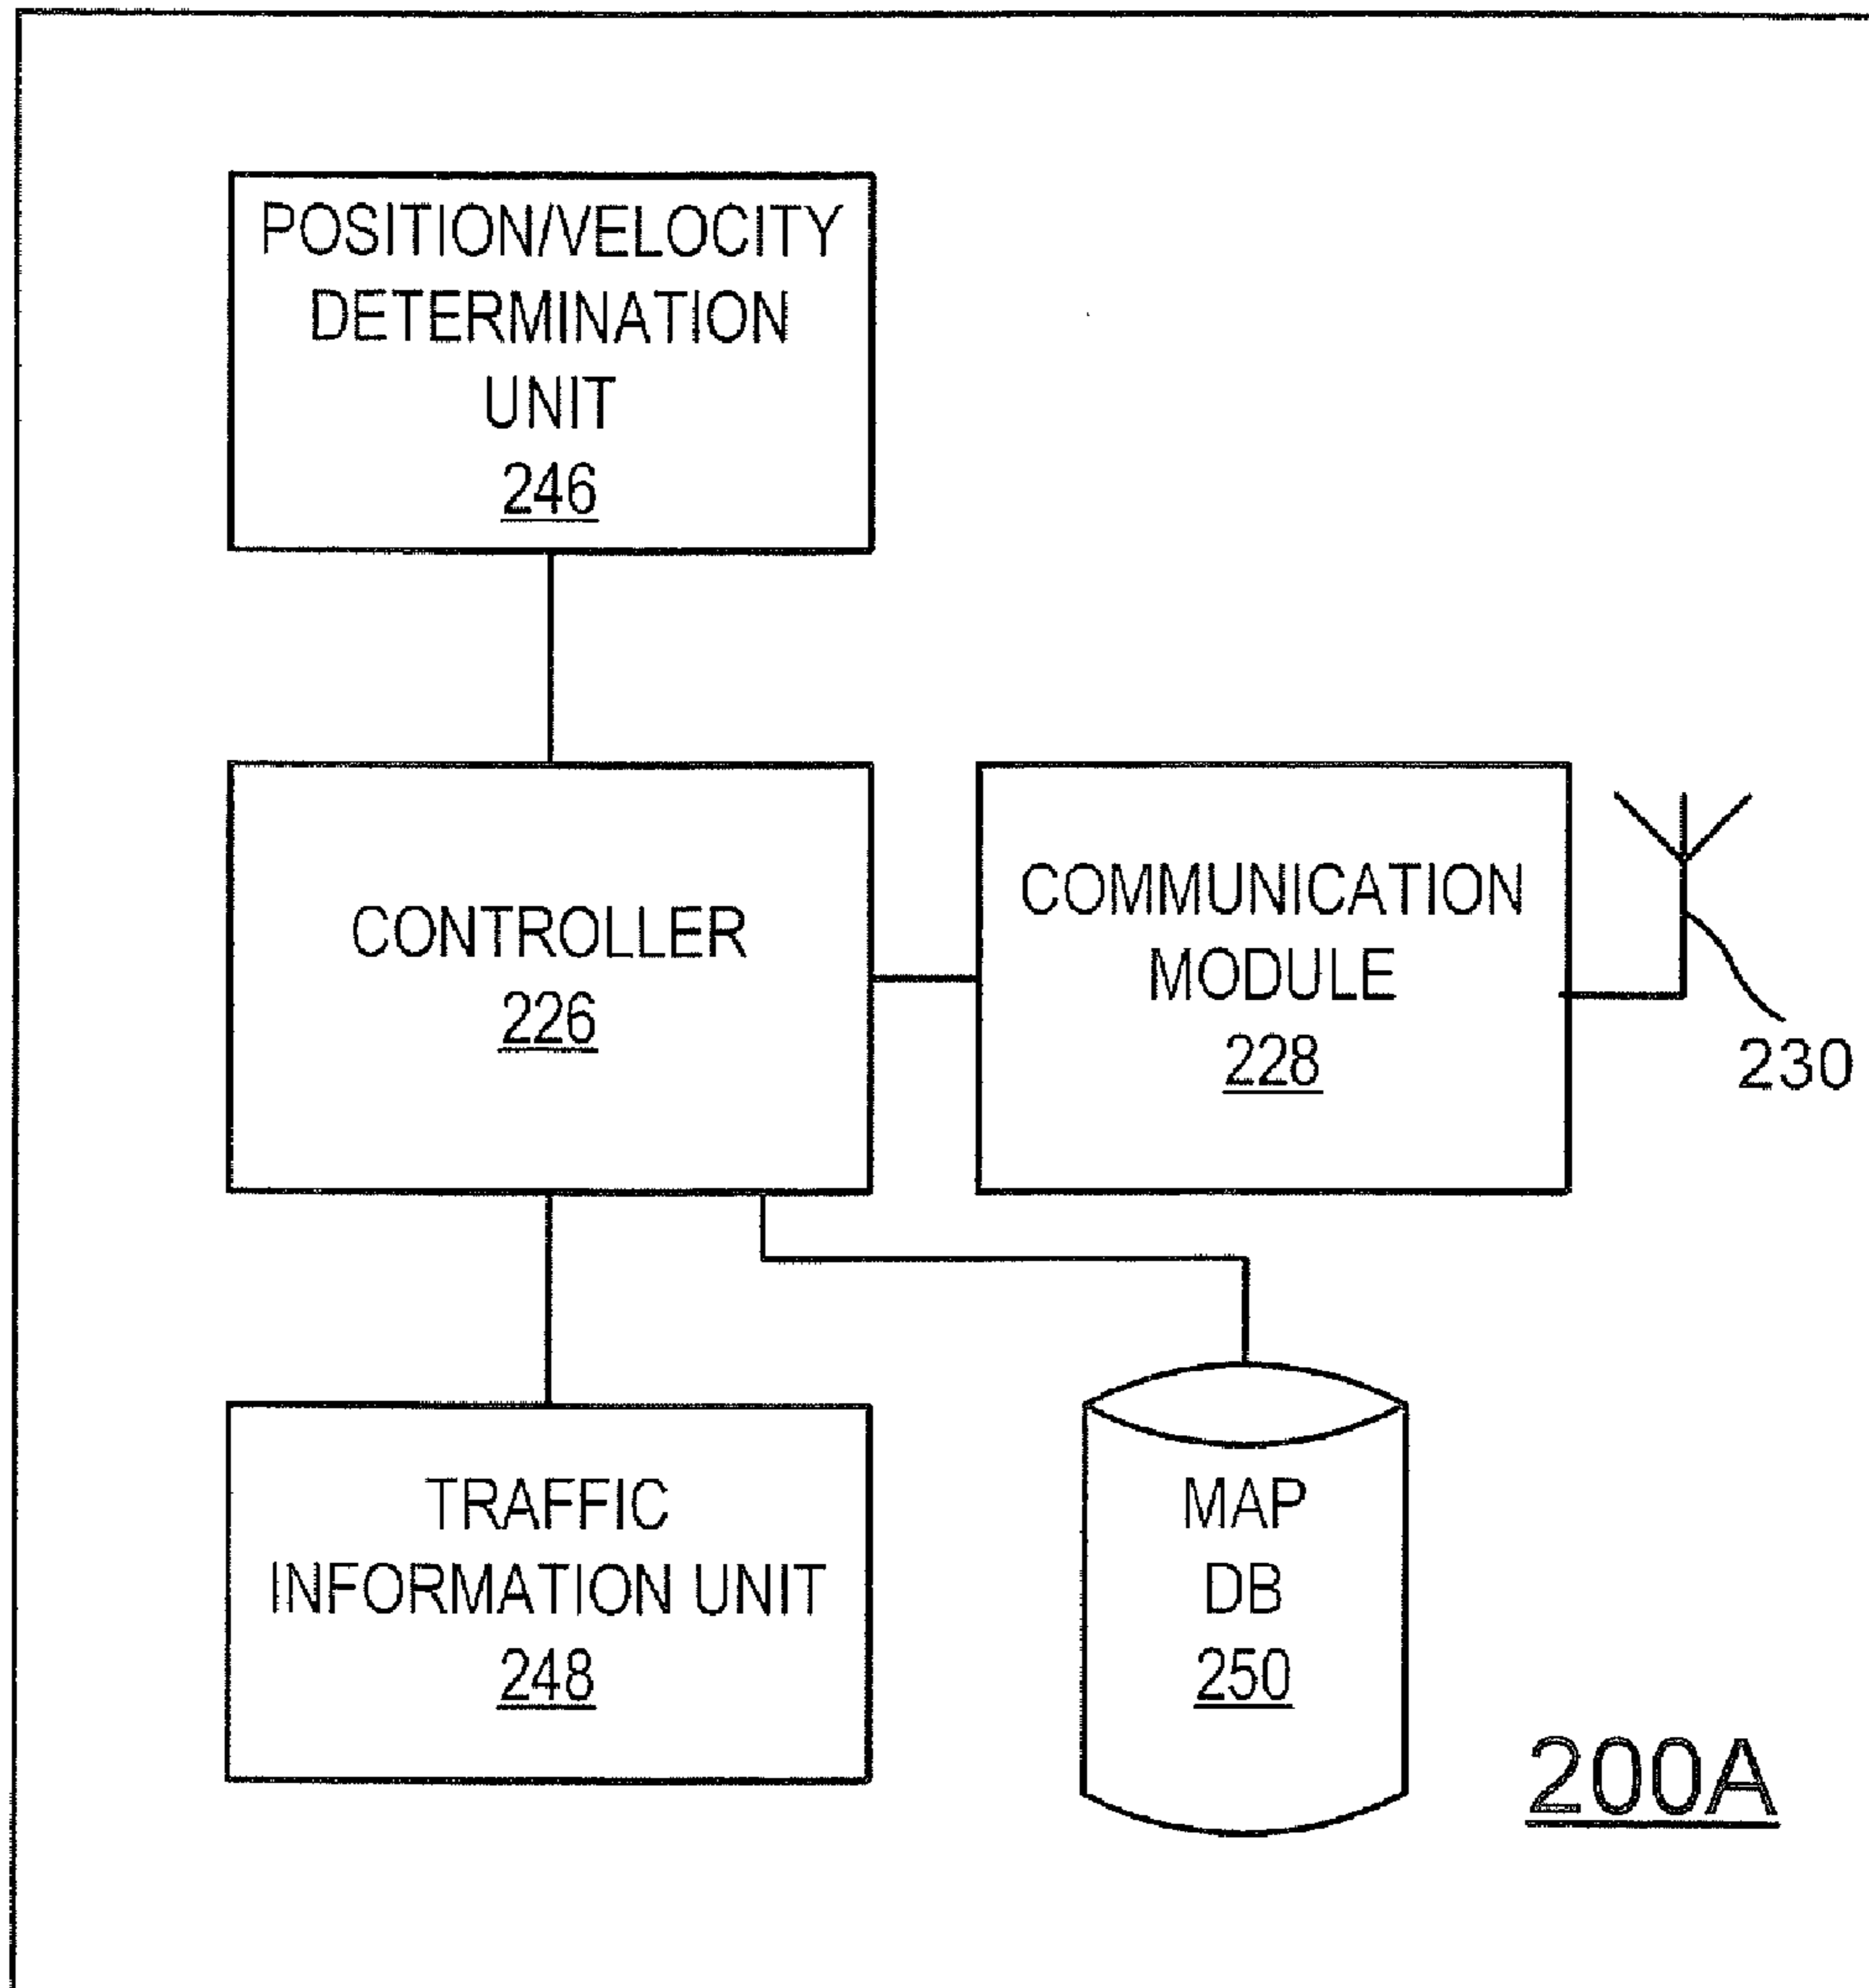 POSITION/VELOCITY
DETERMINATION
UNIT
246
CONTROLLER
226
COMMUNICATION
MODULE
228
230
TRAFFIC
INFORMATION UNIT
248
MAP
DB
250
200A